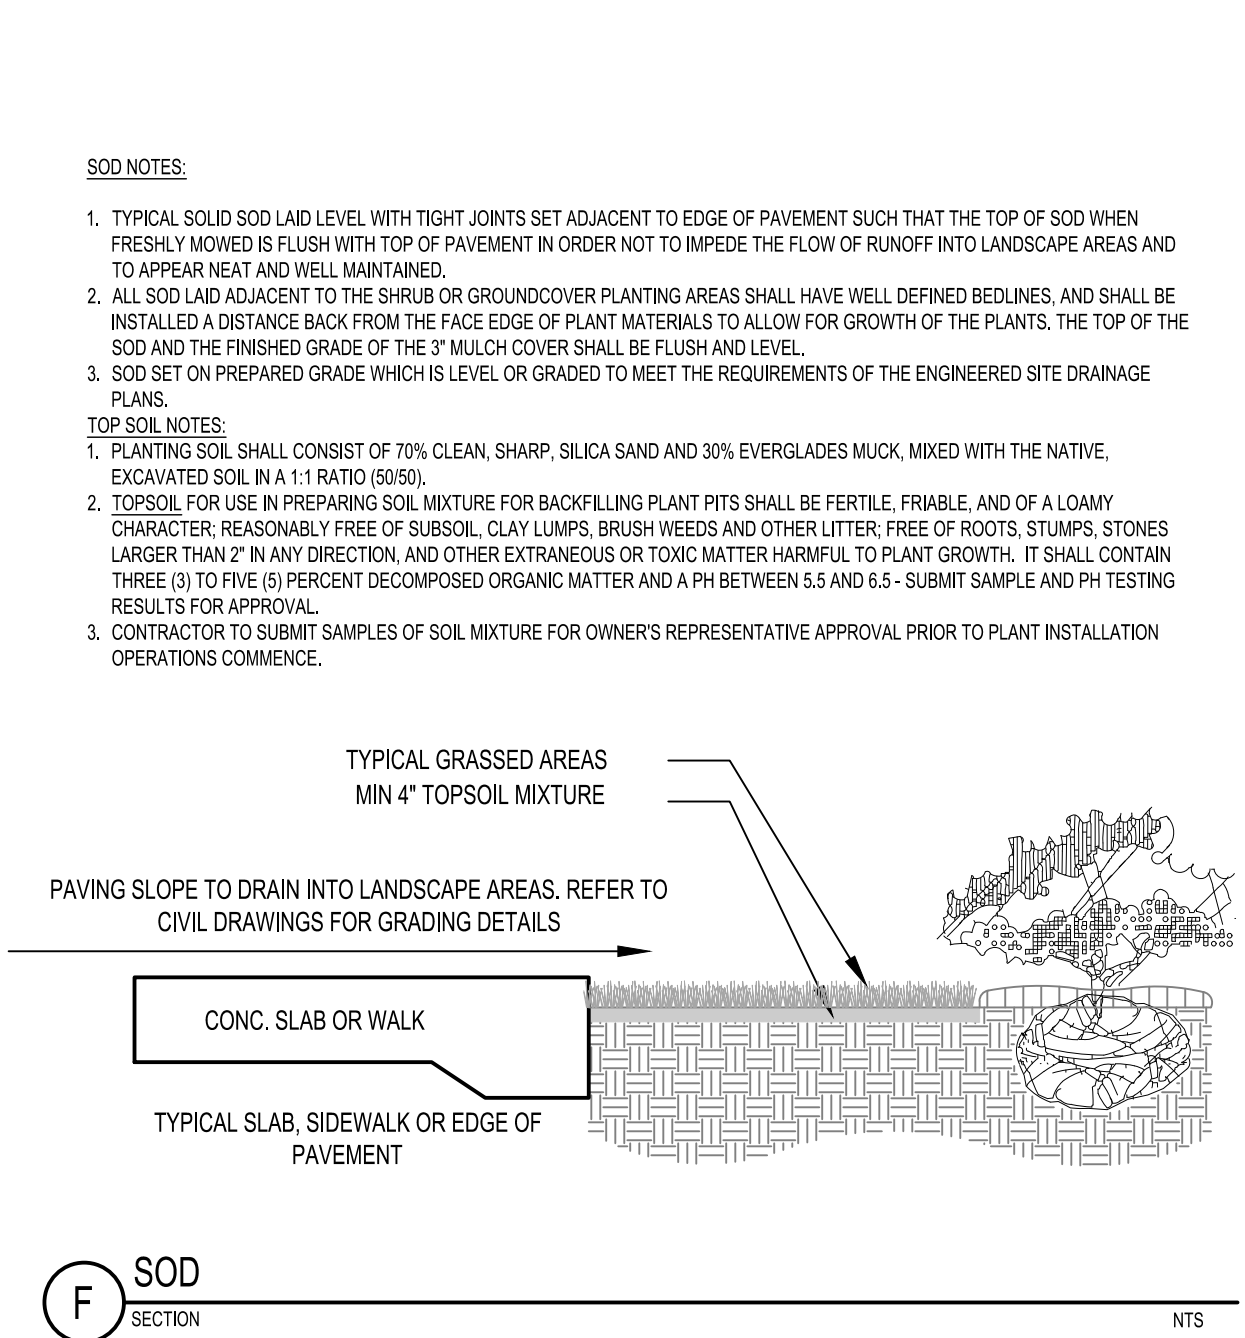 SOD NOTES:
1. TYPICAL SOLID SOD LAID LEVEL WITH TIGHT JOINTS SET ADJACENT TO EDGE OF PAVEMENT SUCH THAT THE TOP OF SOD WHEN
FRESHLY MOWED IS FLUSH WITH TOP OF PAVEMENT IN ORDER NOT TO IMPEDE THE FLOW OF RUNOFF INTO LANDSCAPE AREAS AND
TO APPEAR NEAT AND WELL MAINTAINED.
2. ALL SOD LAID ADJACENT TO THE SHRUB OR GROUNDCOVER PLANTING AREAS SHALL HAVE WELL DEFINED BEDLINES, AND SHALL BE
INSTALLED A DISTANCE BACK FROM THE FACE EDGE OF PLANT MATERIALS TO ALLOW FOR GROWTH OF THE PLANTS. THE TOP OF THE
SOD AND THE FINISHED GRADE OF THE 3" MULCH COVER SHALL BE FLUSH AND LEVEL.
3. SOD SET ON PREPARED GRADE WHICH IS LEVEL OR GRADED TO MEET THE REQUIREMENTS OF THE ENGINEERED SITE DRAINAGE
PLANS.
TOP SOIL NOTES:
1. PLANTING SOIL SHALL CONSIST OF 70% CLEAN, SHARP, SILICA SAND AND 30% EVERGLADES MUCK, MIXED WITH THE NATIVE,
EXCAVATED SOIL IN A 1:1 RATIO (50/50).
2. TOPSOIL FOR USE IN PREPARING SOIL MIXTURE FOR BACKFILLING PLANT PITS SHALL BE FERTILE, FRIABLE, AND OF A LOAMY
CHARACTER; REASONABLY FREE OF SUBSOIL, CLAY LUMPS, BRUSH WEEDS AND OTHER LITTER; FREE OF ROOTS, STUMPS, STONES
LARGER THAN 2" IN ANY DIRECTION, AND OTHER EXTRANEOUS OR TOXIC MATTER HARMFUL TO PLANT GROWTH. IT SHALL CONTAIN
THREE (3) TO FIVE (5) PERCENT DECOMPOSED ORGANIC MATTER AND A PH BETWEEN 5.5 AND 6.5 - SUBMIT SAMPLE AND PH TESTING
RESULTS FOR APPROVAL.
3. CONTRACTOR TO SUBMIT SAMPLES OF SOIL MIXTURE FOR OWNER'S REPRESENTATIVE APPROVAL PRIOR TO PLANT INSTALLATION
OPERATIONS COMMENCE.
TYPICAL GRASSED AREAS
MIN 4" TOPSOIL MIXTURE
PAVING SLOPE TO DRAIN INTO LANDSCAPE AREAS. REFER TO
CIVIL DRAWINGS FOR GRADING DETAILS
CONC. SLAB OR WALK
TYPICAL SLAB, SIDEWALK OR EDGE OF
PAVEMENT
F
SOD
SECTION
NTS